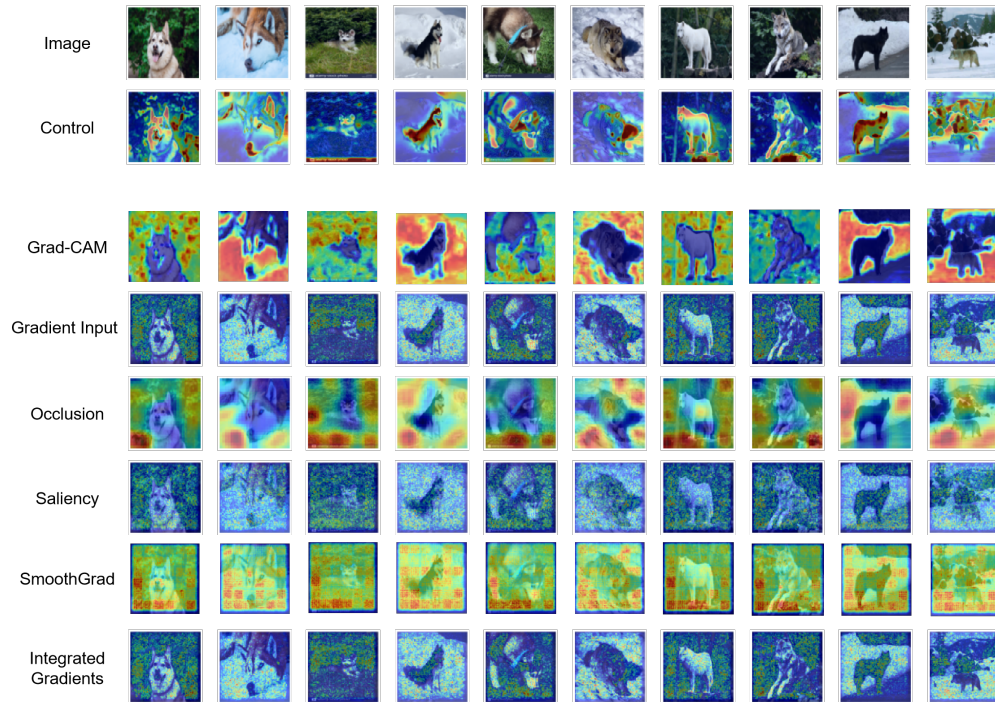 Image
Control
Grad-CAM
Gradient Input
Occlusion
Saliency
SmoothGrad
Integrated
Gradients